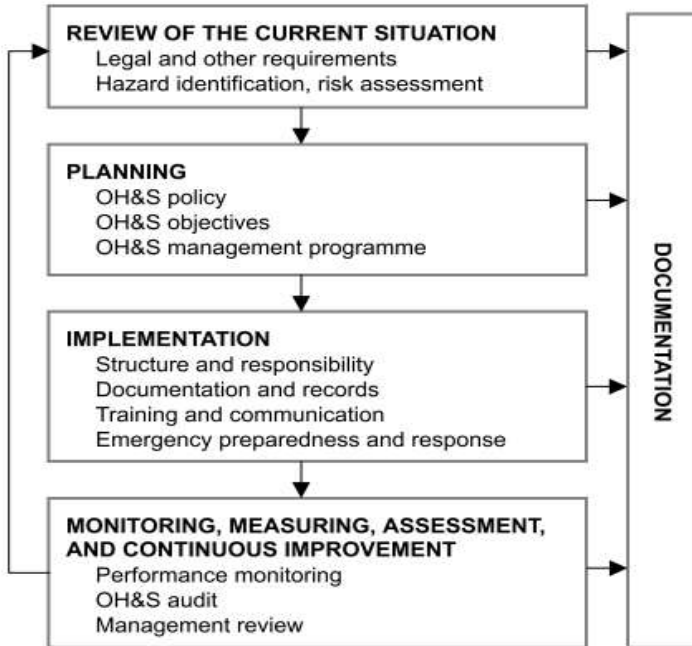 REVIEW OF THE CURRENT SITUATION
Legal and other requirements
Hazard identification, risk assessment
PLANNING
OH&S policy
OH&S objectives
OH&S management programme
IMPLEMENTATION
Structure and responsibility
Documentation and records
Training and communication
Emergency preparedness and response
MONITORING, MEASURING, ASSESSMENT,
AND CONTINUOUS IMPROVEMENT
Performance monitoring
OH&S audit
Management review
DOCUMENTATION